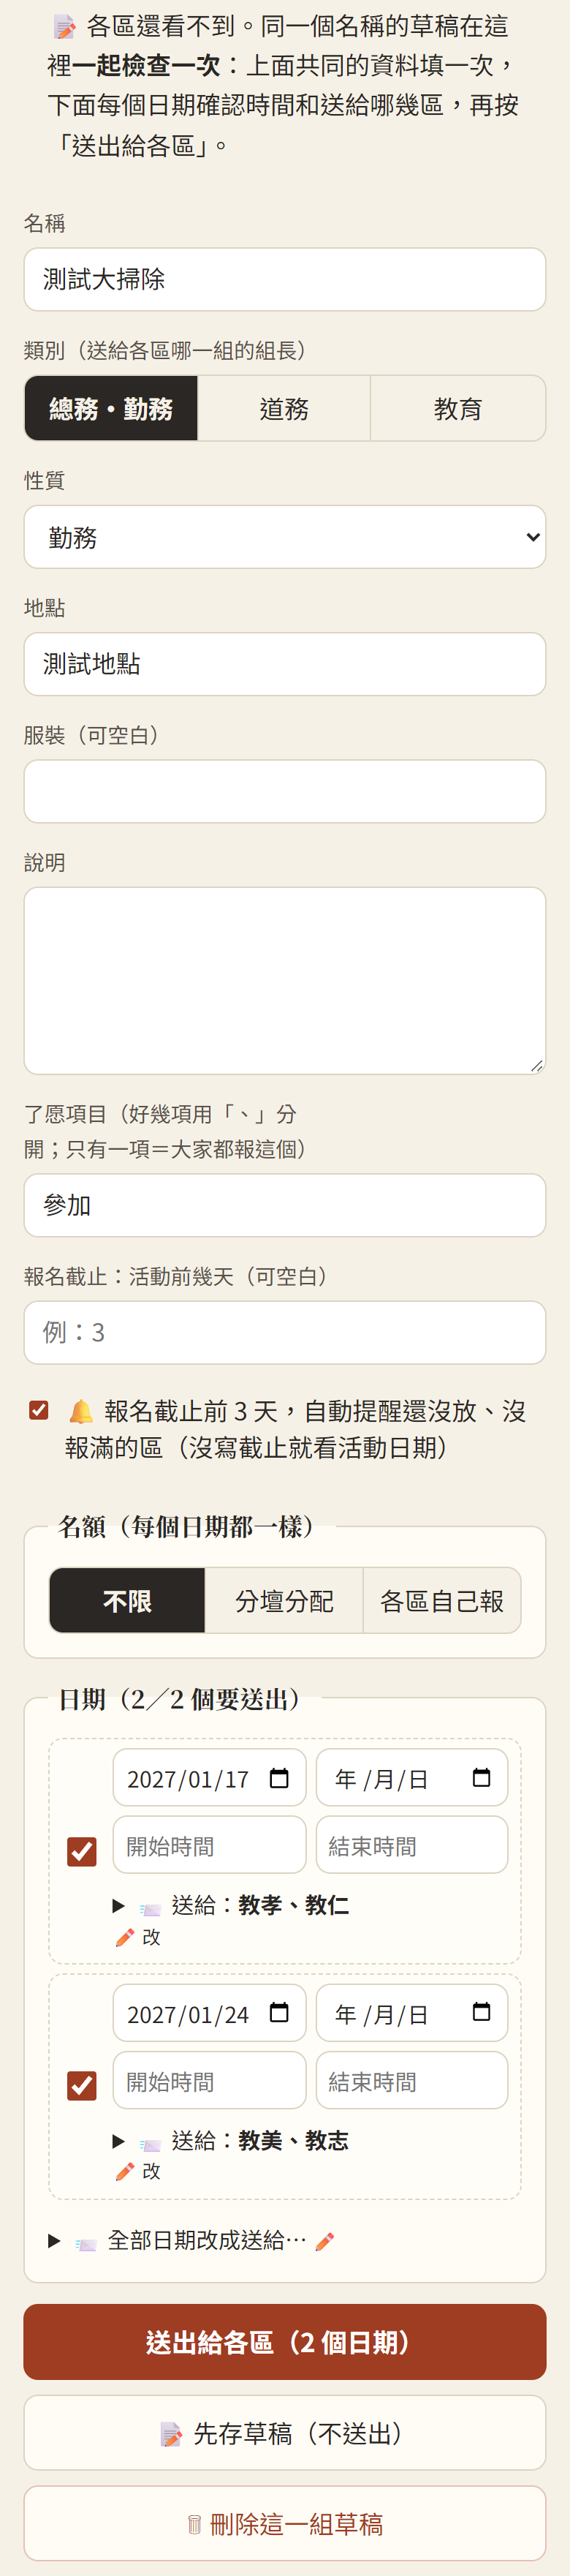 📝 各區還看不到。同一個名稱的草稿在這
裡一起檢查一次：上面共同的資料填一次，
下面每個日期確認時間和送給哪幾區，再按
「送出給各區」。
名稱
測試大掃除
類別（送給各區哪一組的組長）
總務・勤務 道務 教育
性質
勤務
地點
測試地點
服裝（可空白）
說明
了愿項目（好幾項用「、」分
開；只有一項＝大家都報這個）
參加
報名截止：活動前幾天（可空白）
例：3
🔔 報名截止前 3 天，自動提醒還沒放、沒
報滿的區（沒寫截止就看活動日期）
名額（每個日期都一樣）
不限 分壇分配 各區自己報
日期（2／2 個要送出）
2027/01/17 年 /月/日
開始時間 結束時間
▶ 📨 送給：教孝、教仁
✏️ 改
2027/01/24 年 /月/日
開始時間 結束時間
▶ 📨 送給：教美、教志
✏️ 改
▶ 📨 全部日期改成送給… ✏️
送出給各區（2 個日期）
📝 先存草稿（不送出）
🗑 刪除這一組草稿